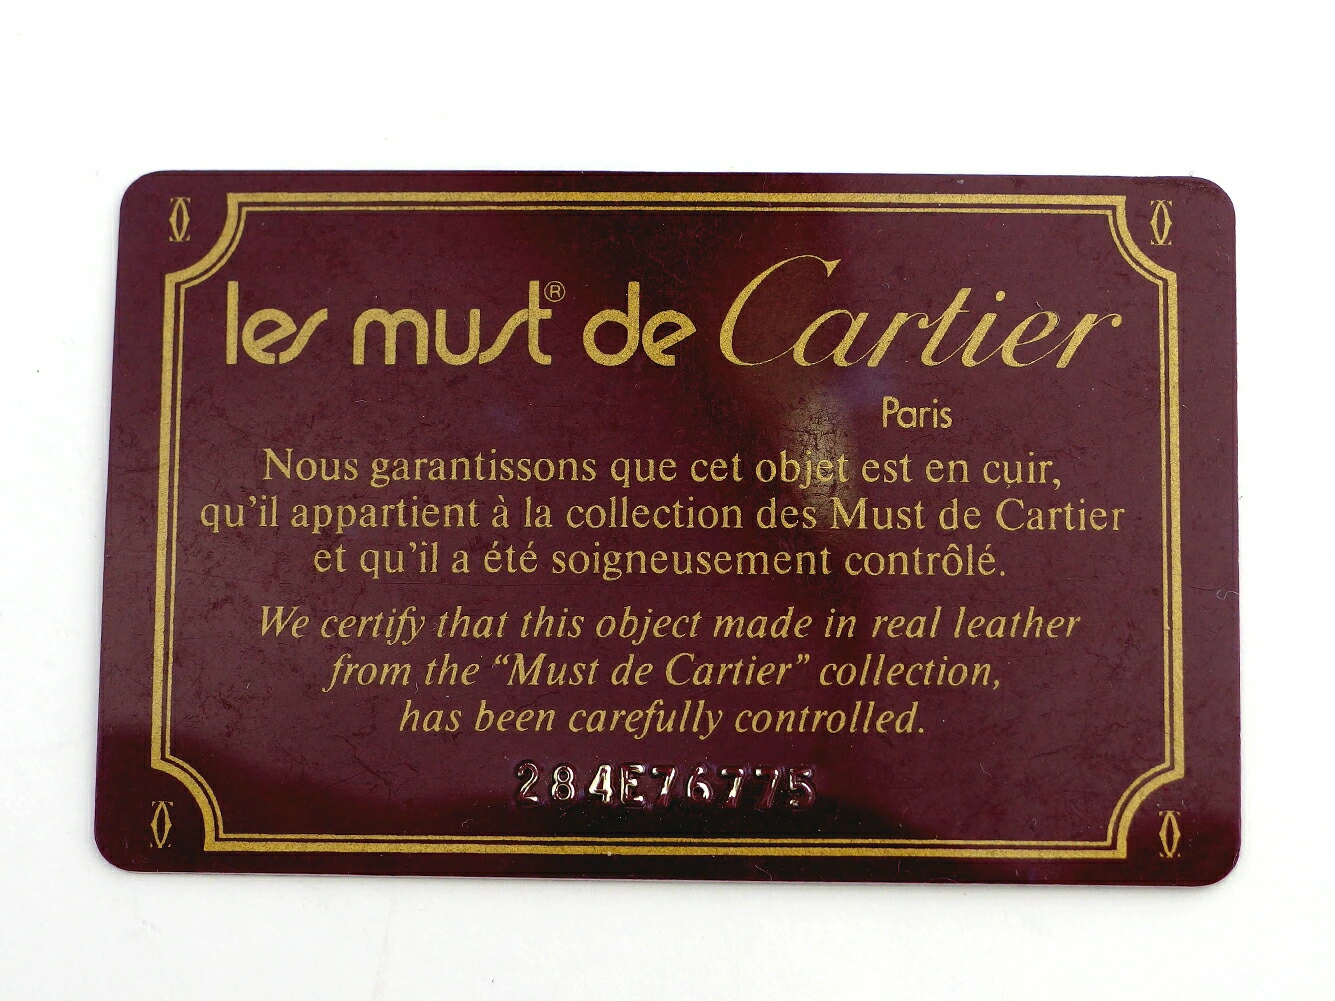 les must® de Cartier
Paris
Nous garantissons que cet objet est en cuir,
qu'il appartient à la collection des Must de Cartier
et qu'il a été soigneusement contrôlé.
We certify that this object made in real leather
from the “Must de Cartier” collection,
has been carefully controlled.
284E76775